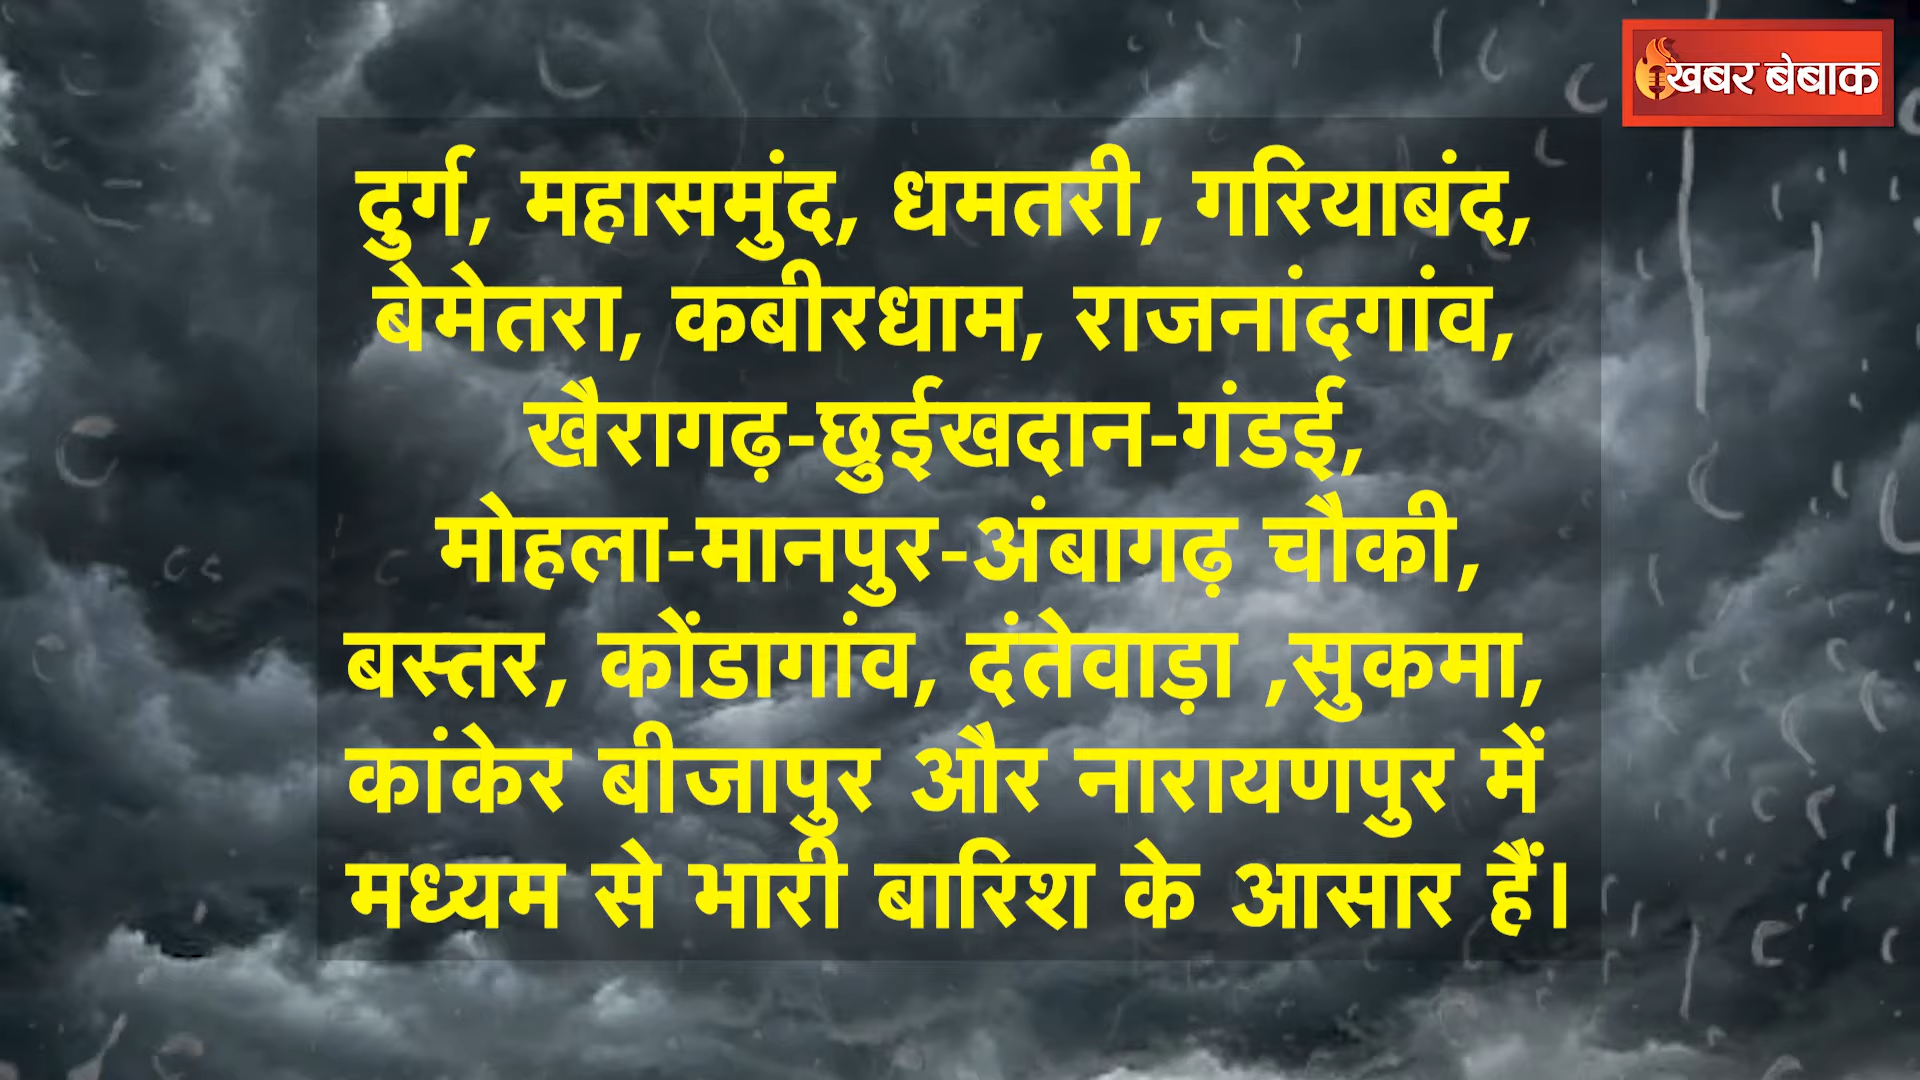 खबर बेबाक
दुर्ग, महासमुंद, धमतरी, गरियाबंद,
बेमेतरा, कबीरधाम, राजनांदगांव,
खैरागढ़-छुईखदान-गंडई,
मोहला-मानपुर-अंबागढ़ चौकी,
बस्तर, कोंडागांव, दंतेवाड़ा ,सुकमा,
कांकेर बीजापुर और नारायणपुर में
मध्यम से भारी बारिश के आसार हैं।